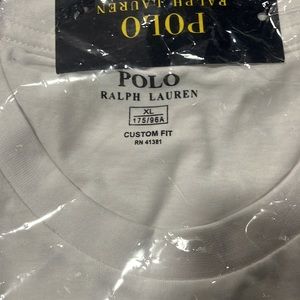 POLO
RALPH LAUREN
POLO
RALPH LAUREN
XL
175/96A
CUSTOM FIT
RN 41381